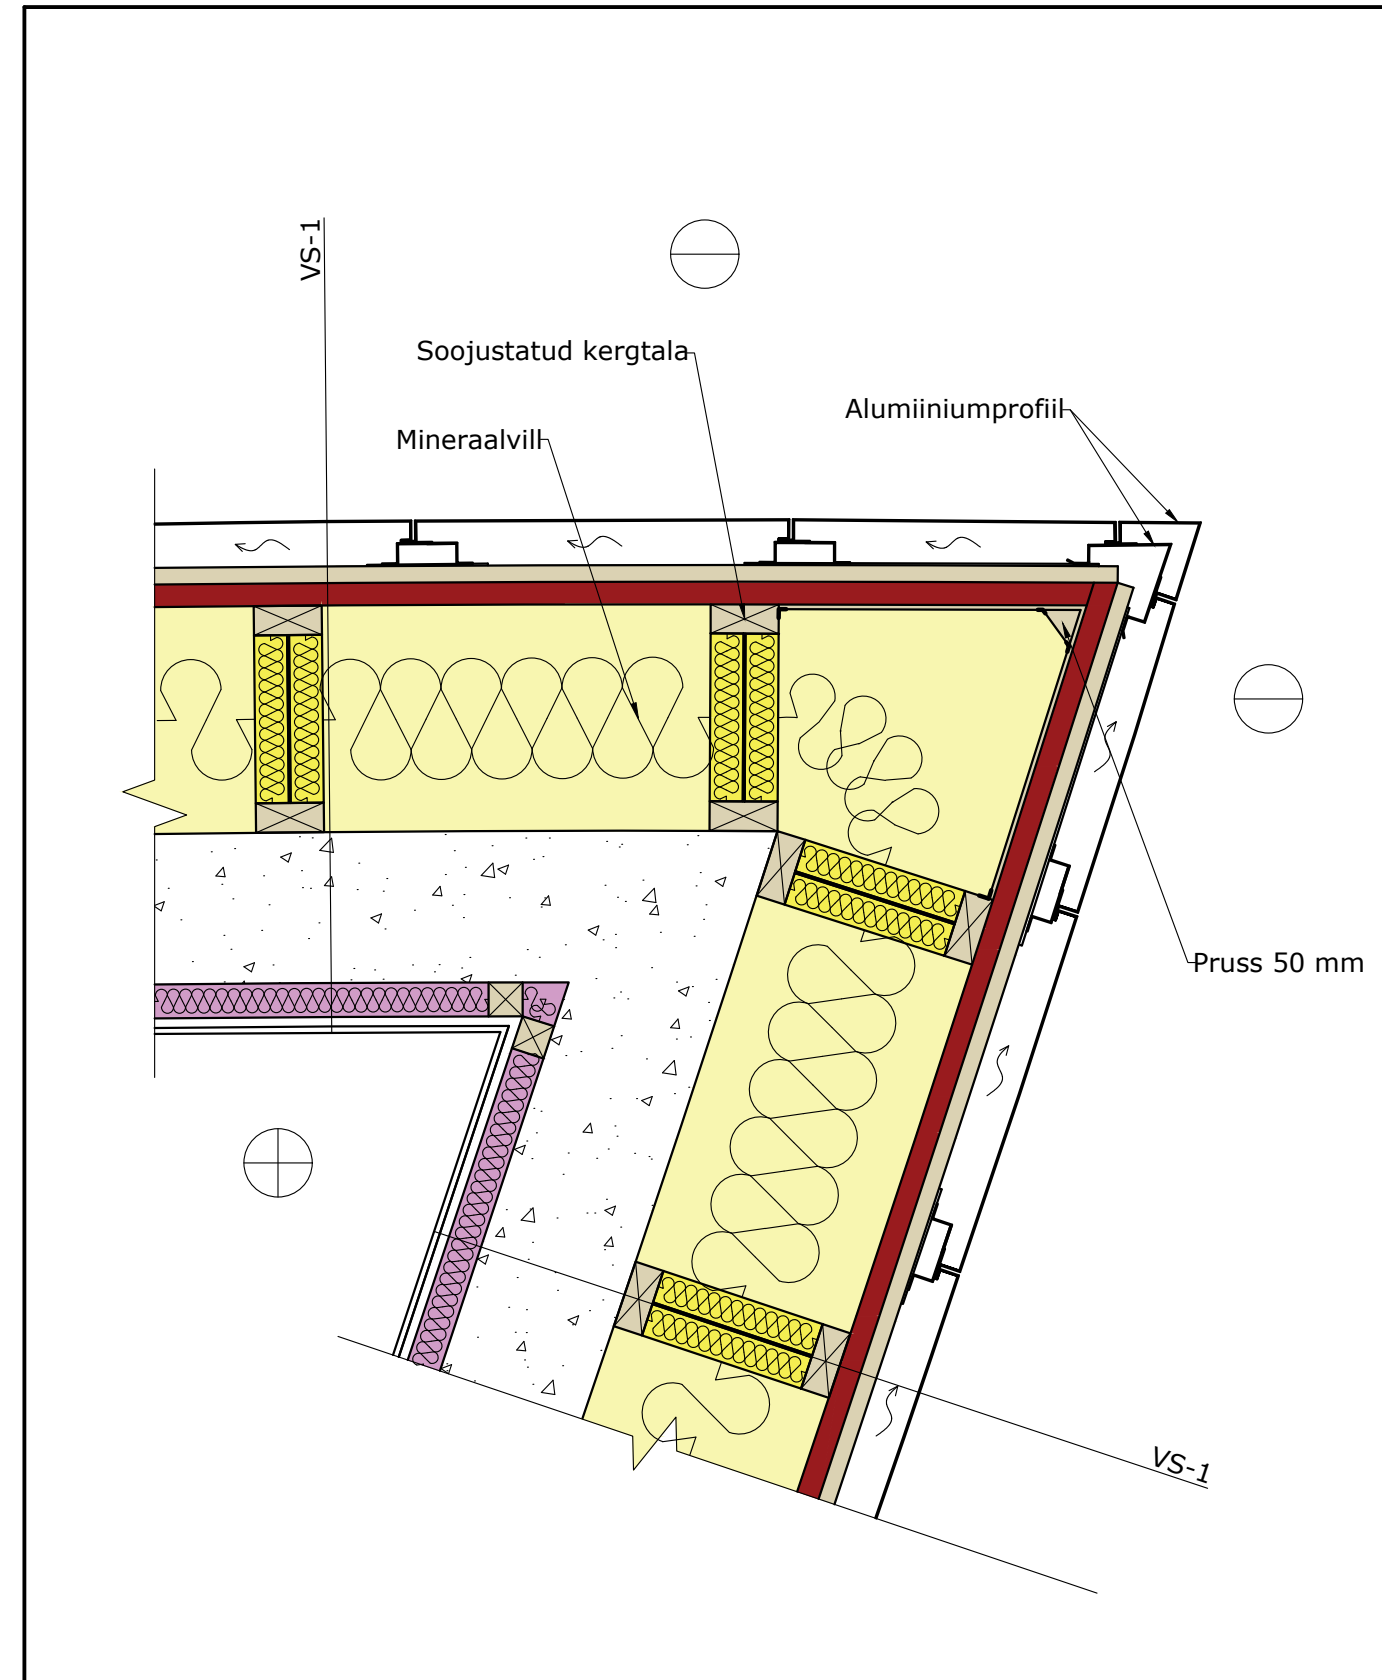 VS-1
Soojustatud kergtala
Alumiiniumprofiil
Mineraalvill
Pruss 50 mm
VS-1